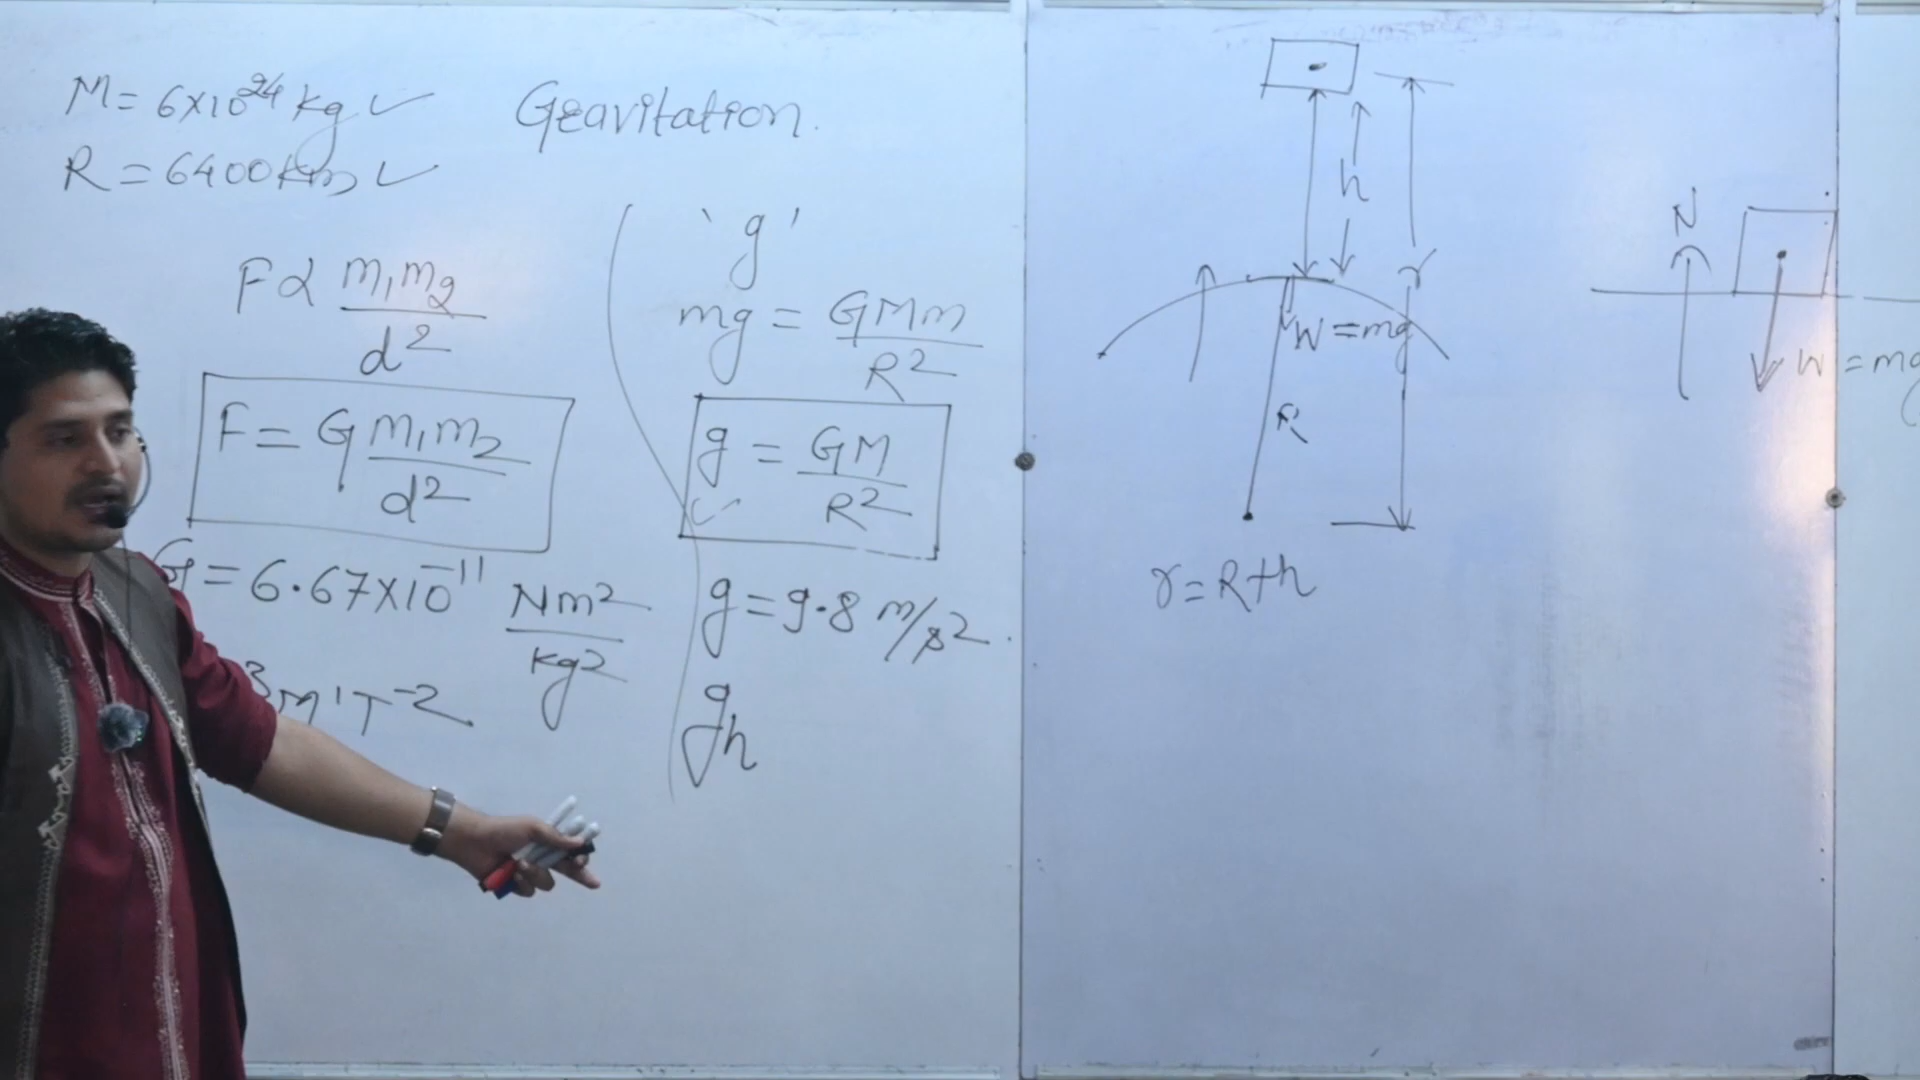 M = 6×10²⁴ kg ✓
R = 6400 km ✓
Gravitation.
F ∝ m₁m₂ / d²
F = G m₁m₂ / d²
G = 6.67×10⁻¹¹ Nm² / kg²
³M¹T⁻²
'g'
mg = GMm / R²
g = GM / R²
g = 9.8 m/s².
gh
h
r
W = mg
R
r = R+h
N
W = mg